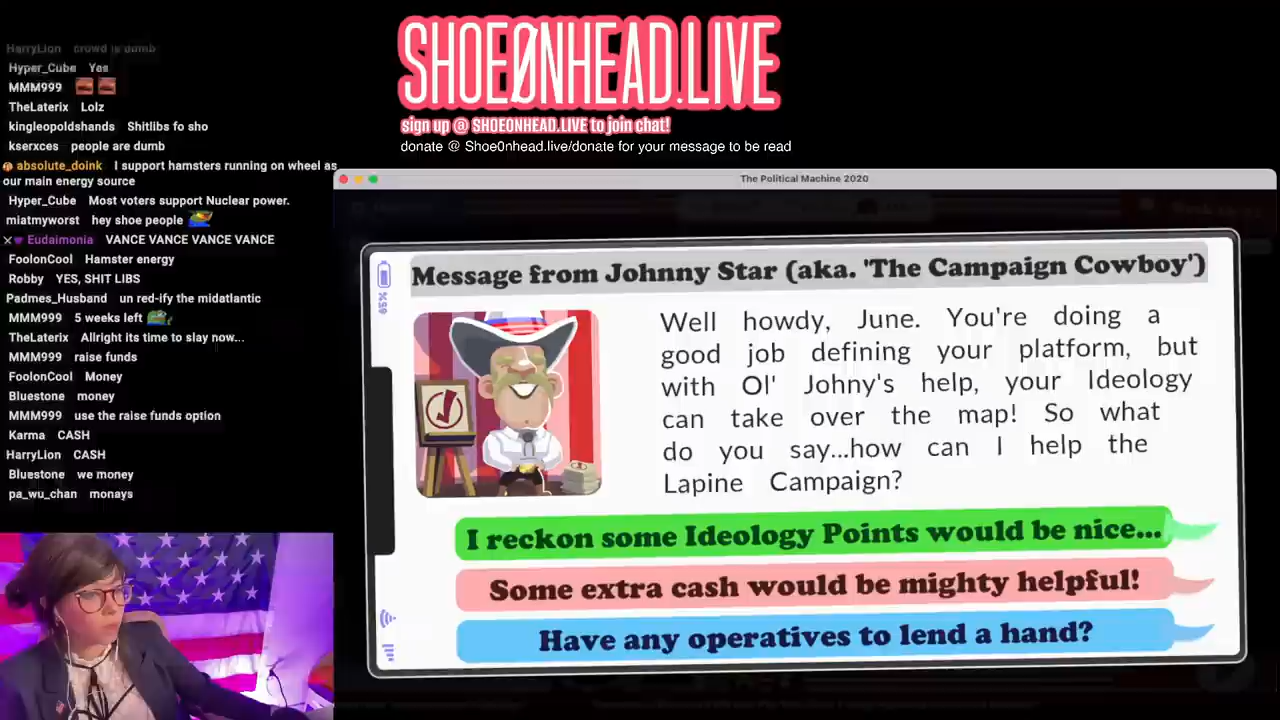 HarryLion crowd is dumb
Hyper_Cube Yes
MMM999
TheLaterix Lolz
kingleopoldshands Shitlibs fo sho
kserxces people are dumb
absolute_doink I support hamsters running on wheel as
our main energy source
Hyper_Cube Most voters support Nuclear power.
miatmyworst hey shoe people
Eudaimonia VANCE VANCE VANCE VANCE
FoolonCool Hamster energy
Robby YES, SHIT LIBS
Padmes_Husband un red-ify the midatlantic
MMM999 5 weeks left
TheLaterix Allright its time to slay now...
MMM999 raise funds
FoolonCool Money
Bluestone money
MMM999 use the raise funds option
Karma CASH
HarryLion CASH
Bluestone we money
pa_wu_chan monays
SHOE0NHEAD.LIVE
sign up @ SHOE0NHEAD.LIVE to join chat!
donate @ Shoe0nhead.live/donate for your message to be read
The Political Machine 2020
65%
Message from Johnny Star (aka. 'The Campaign Cowboy')
Well howdy, June. You're doing a
good job defining your platform, but
with Ol' Johny's help, your Ideology
can take over the map! So what
do you say...how can I help the
Lapine Campaign?
I reckon some Ideology Points would be nice...
Some extra cash would be mighty helpful!
Have any operatives to lend a hand?